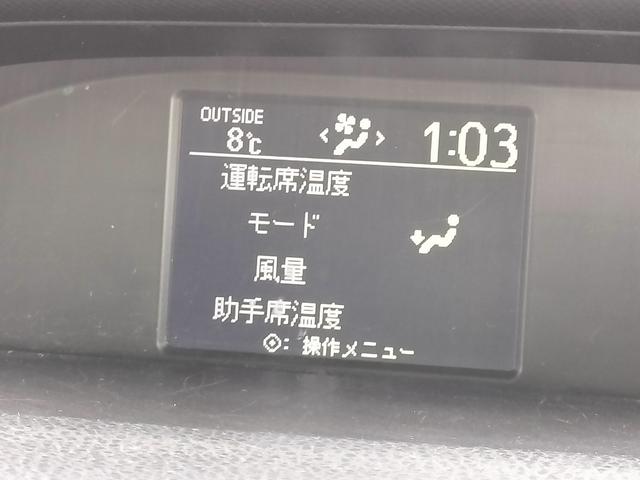 OUTSIDE
8℃ 1:03
運転席温度
モード
風量
助手席温度
◎: 操作メニュー